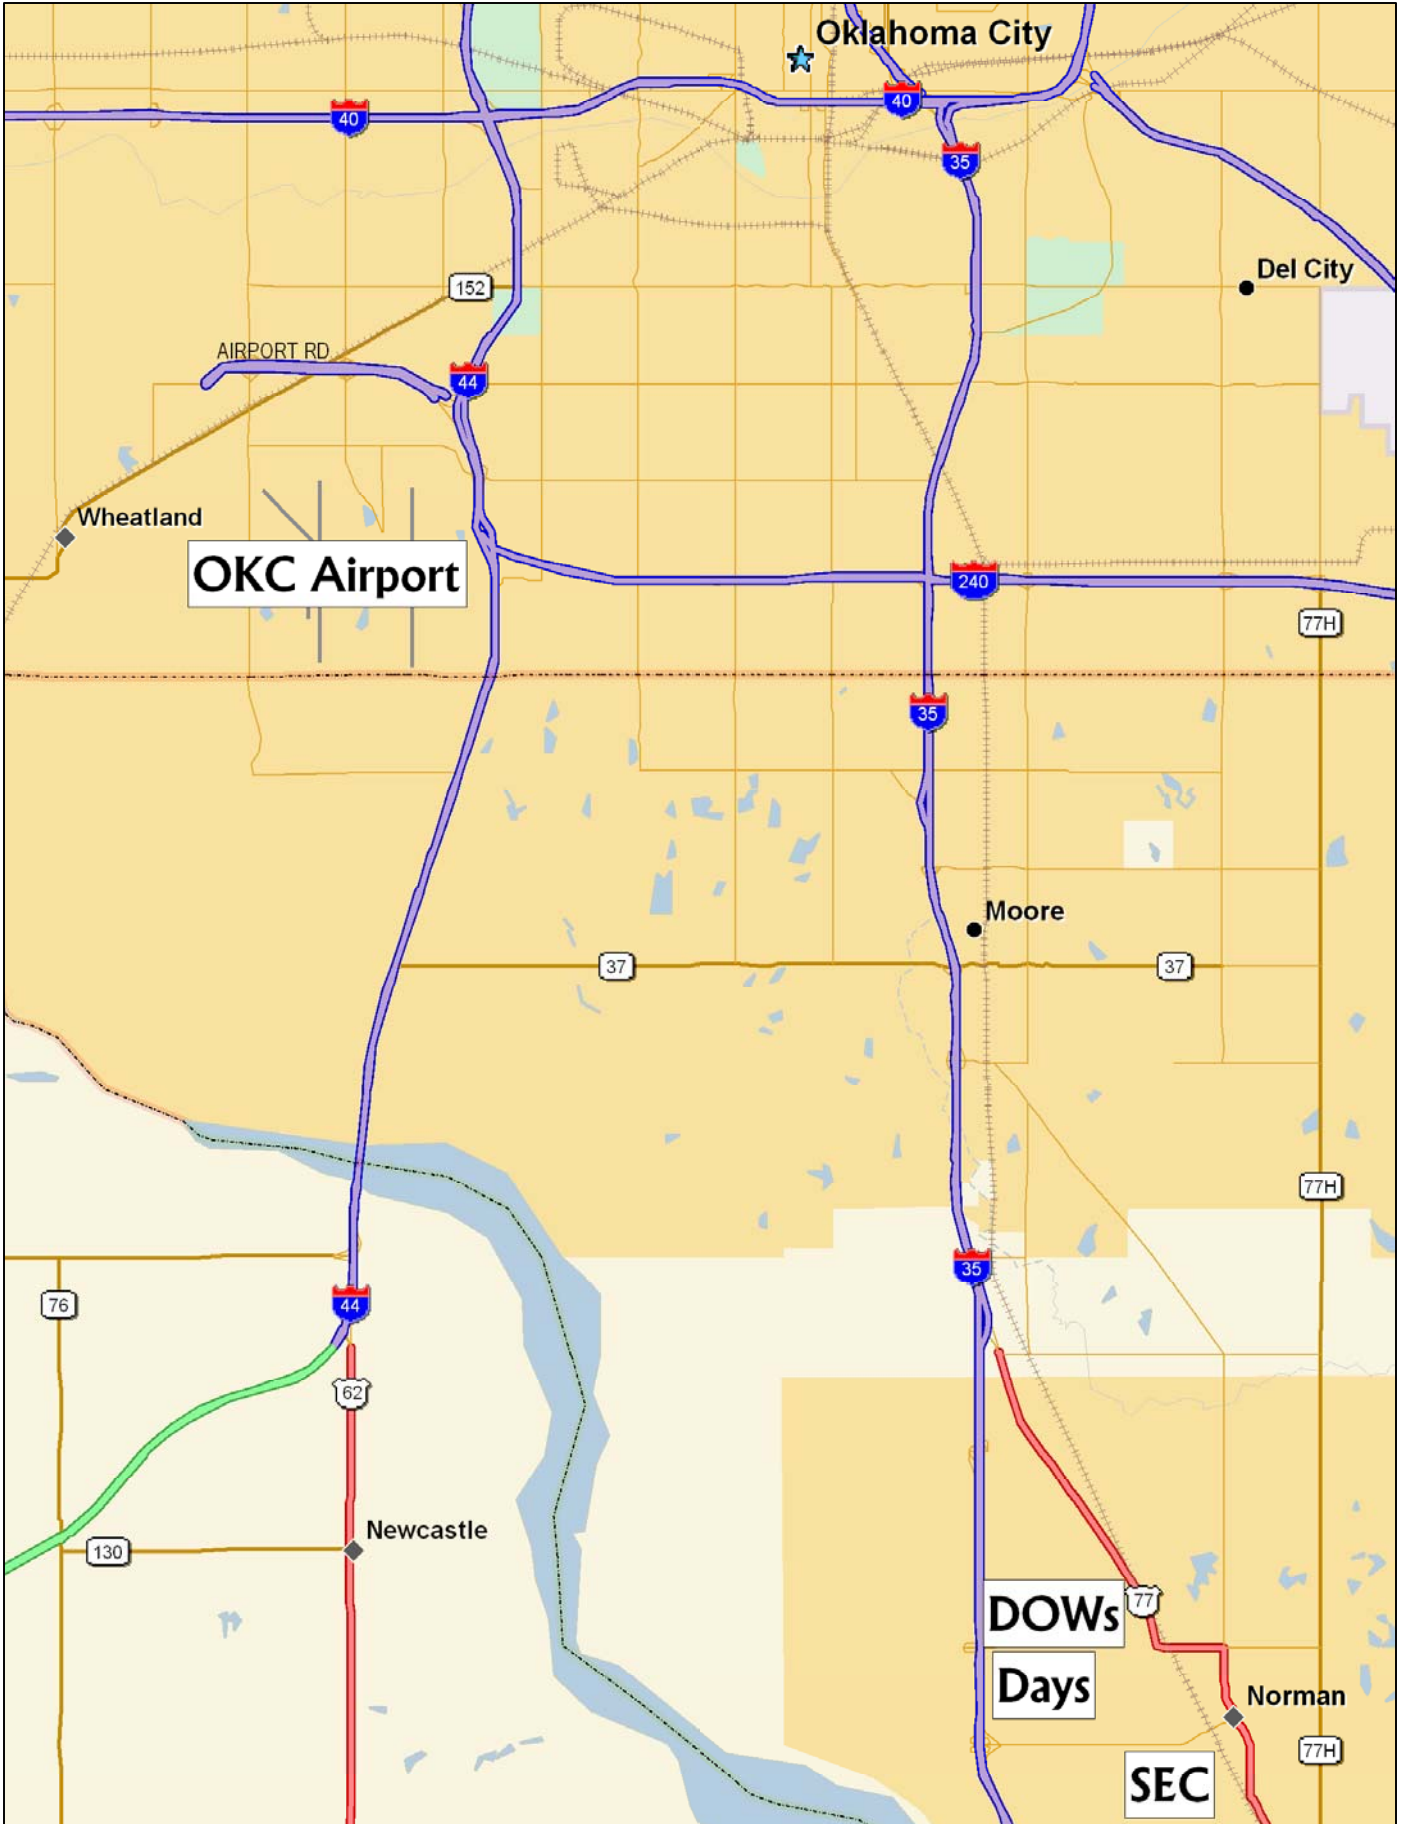 Oklahoma City
40
40
35
Del City
152
AIRPORT RD
44
Wheatland
OKC Airport
240
77H
35
Moore
37
37
77H
35
76
44
62
Newcastle
130
DOWs
77
Days
Norman
77H
SEC